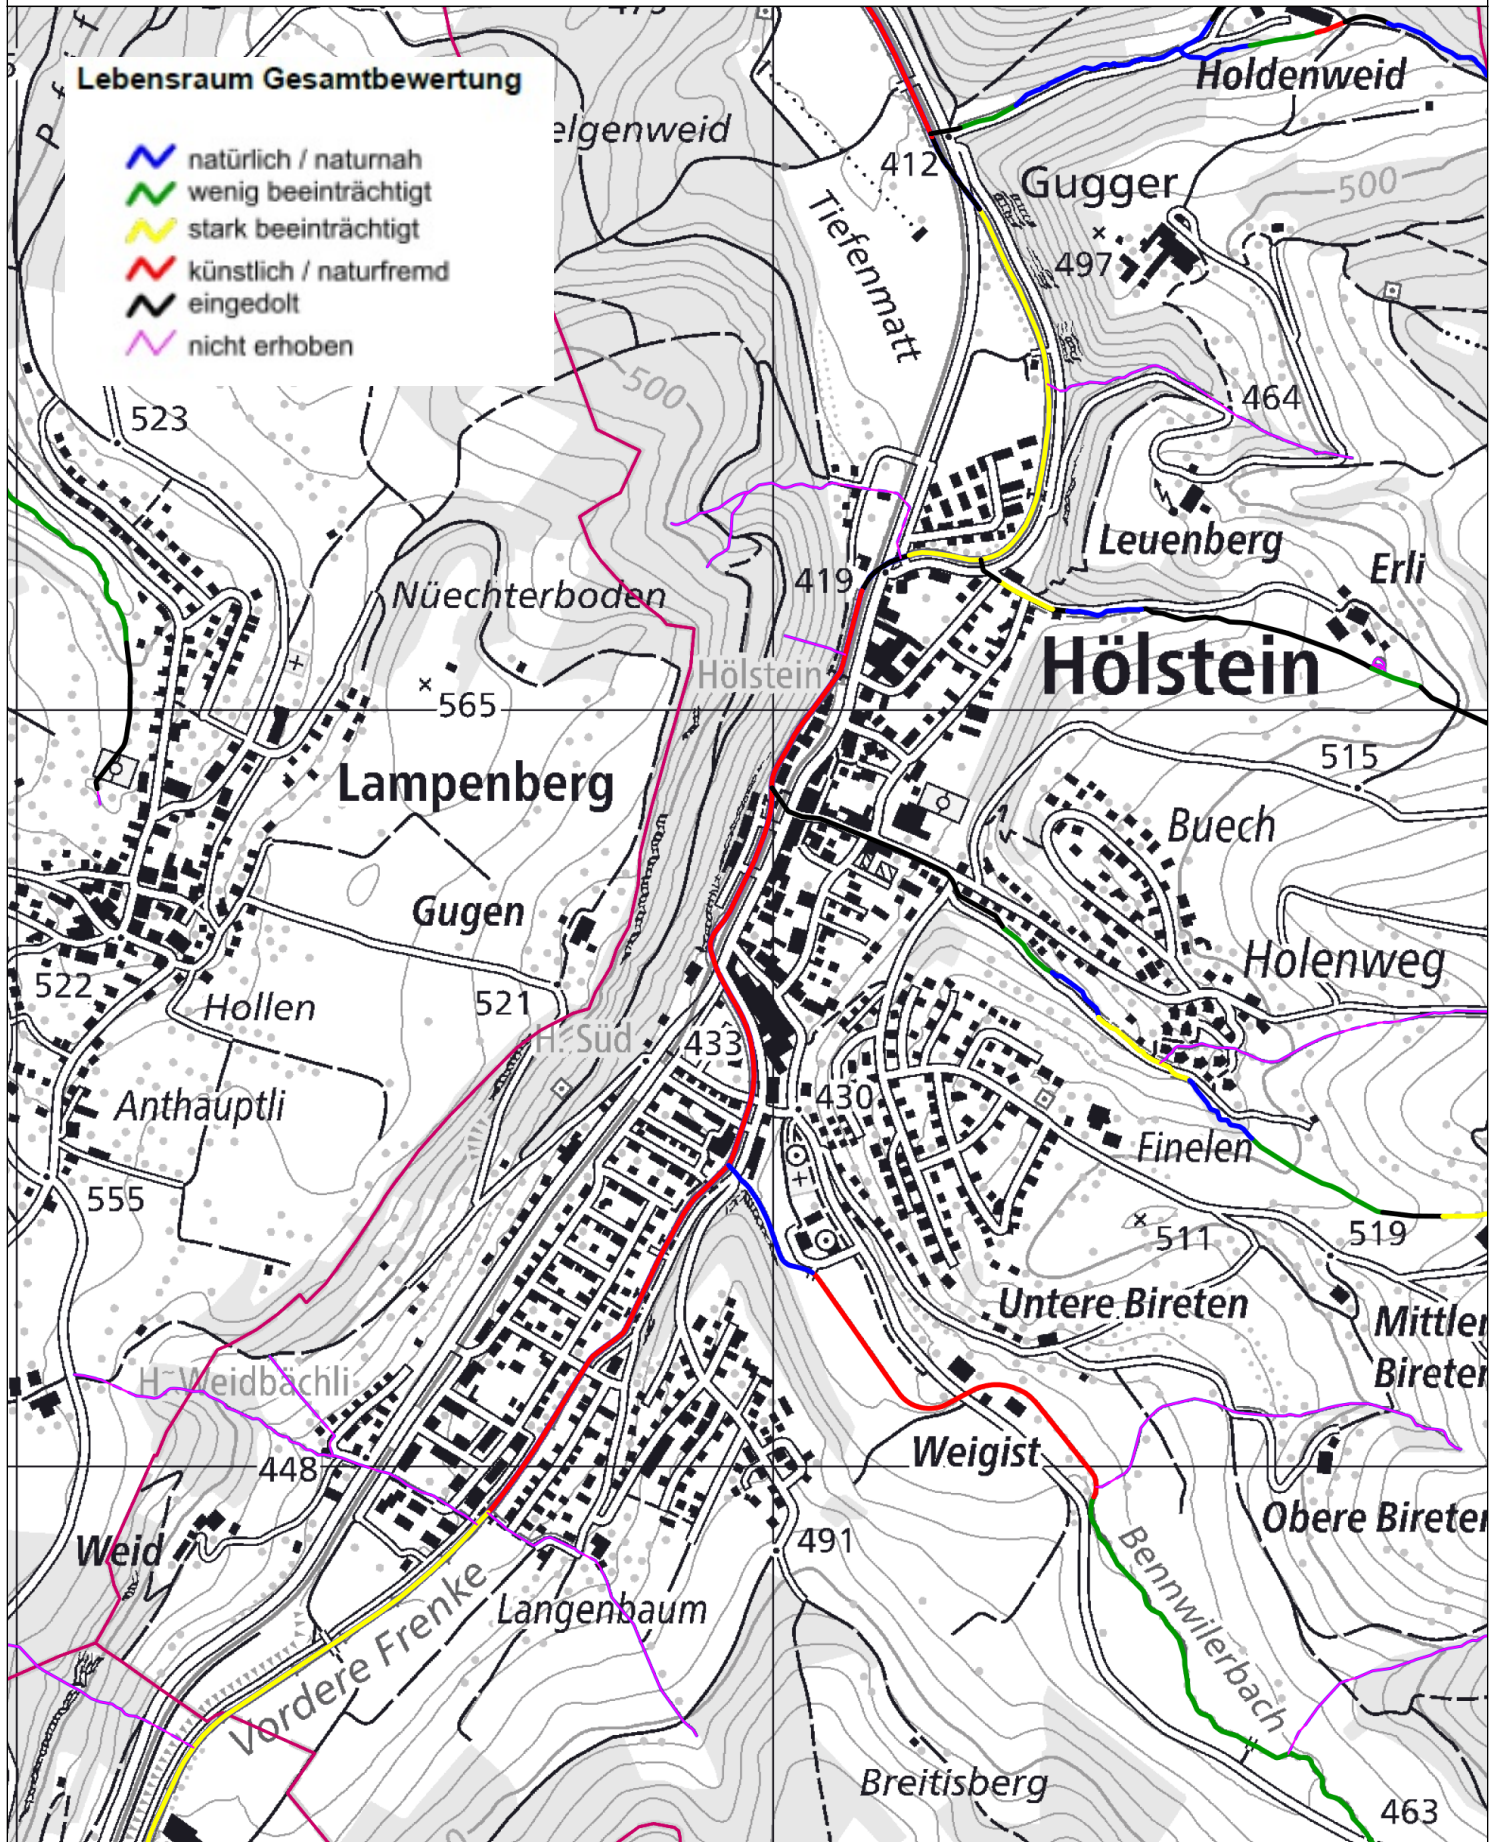 Lebensraum Gesamtbewertung
natürlich / naturnah
wenig beeinträchtigt
stark beeinträchtigt
künstlich / naturfremd
eingedolt
nicht erhoben
Holdenweid
elgenweid
412
Gugger
500
497
Tiefenmatt
500
464
523
Leuenberg
Erli
419
Nüechterboden
Hölstein
Hölstein
565
515
Lampenberg
Buech
Gugen
Holenweg
522
Hollen
521
H. Süd
433
430
Anthauptli
Finelen
555
511
519
Untere Bireten
Mittler
Bireten
H. Weidbächli
Weigist
448
Obere Bireten
Weid
491
Bennwilerbach
Langenbaum
Vordere Frenke
Breitisberg
463